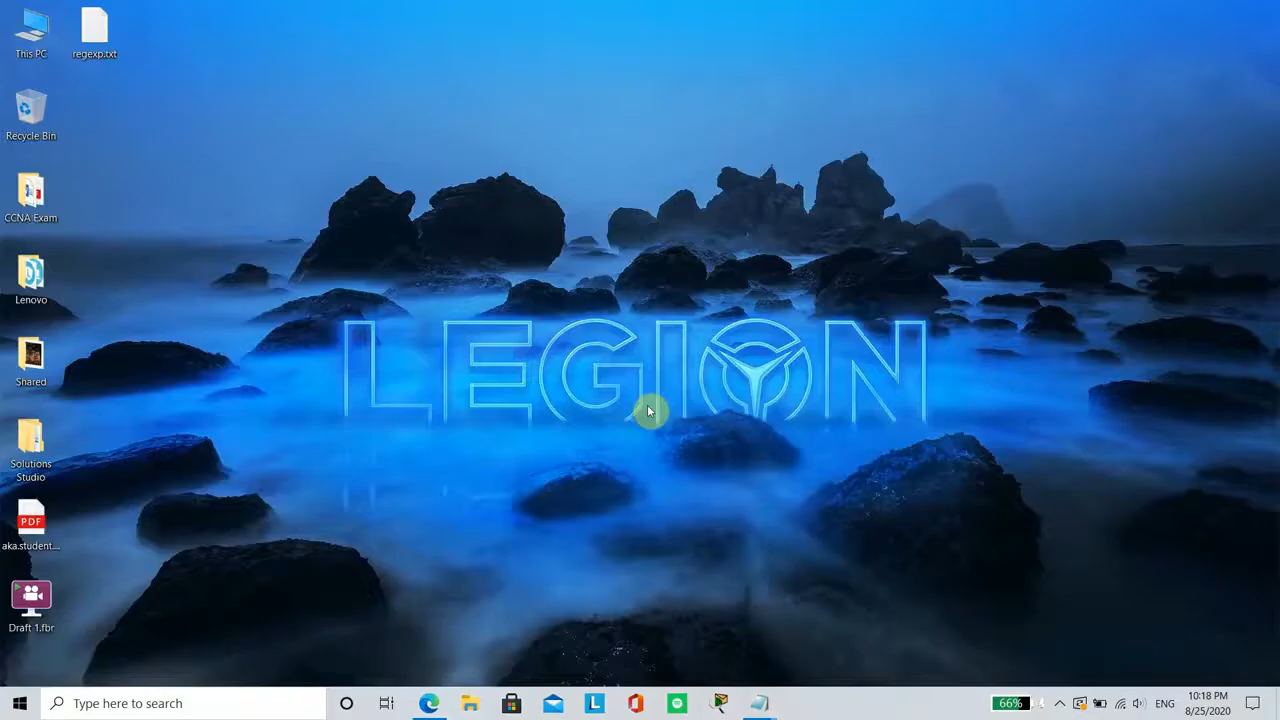 This PC
regexp.txt
Recycle Bin
CCNA Exam
Lenovo
Shared
Solutions
Studio
PDF
aka.student....
Draft 1.fbr
LEGION
Type here to search
L
66%
ENG
10:18 PM
8/25/2020